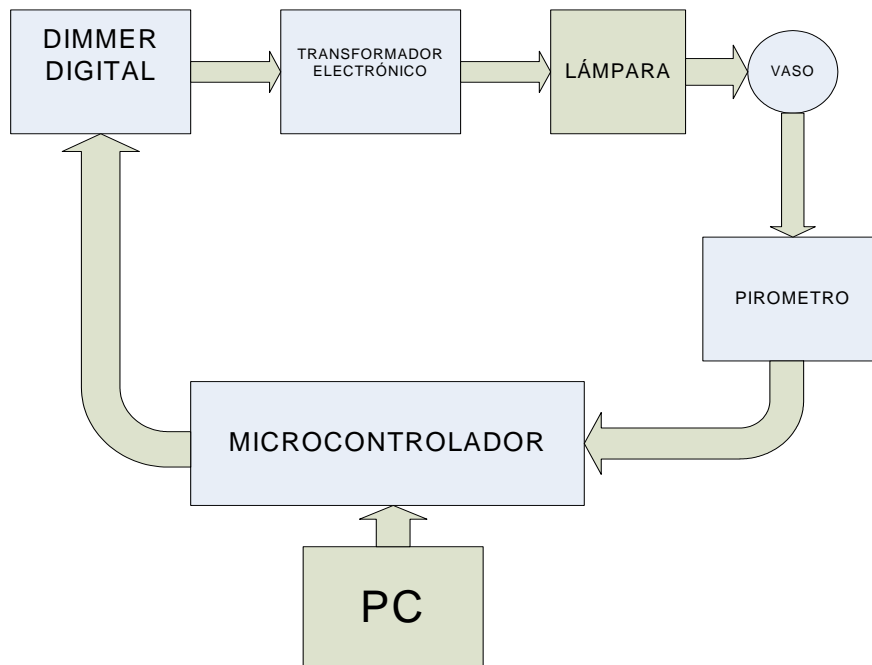 DIMMER
DIGITAL
TRANSFORMADOR
ELECTRÓNICO
LÁMPARA
VASO
PIROMETRO
MICROCONTROLADOR
PC